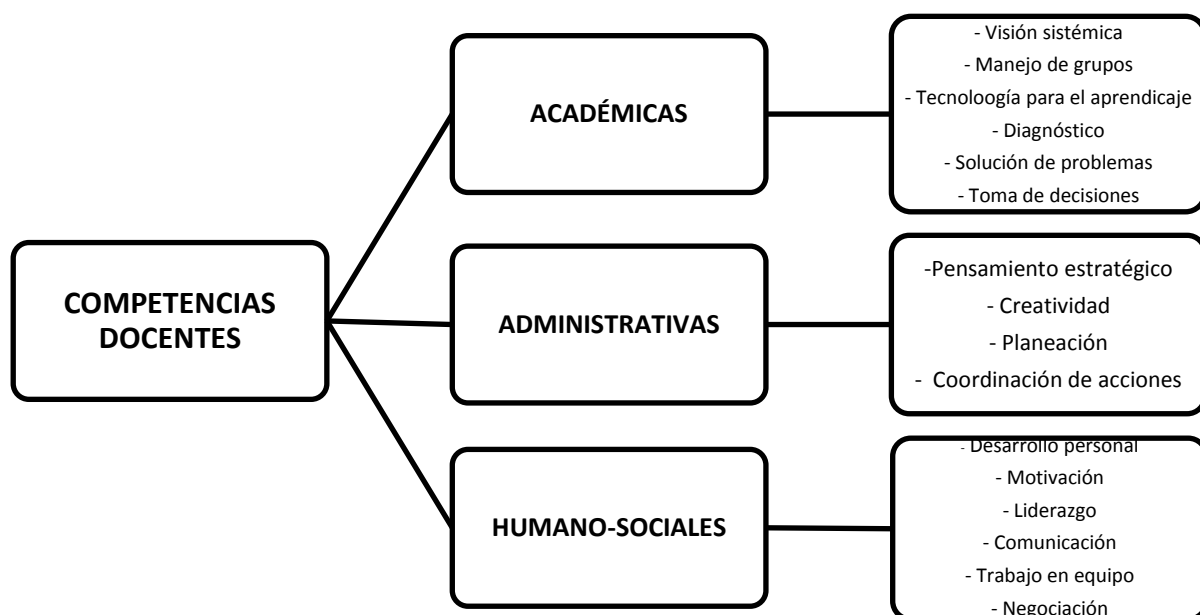 COMPETENCIAS
DOCENTES
ACADÉMICAS
- Visión sistémica
- Manejo de grupos
- Tecnoloogía para el aprendicaje
- Diagnóstico
- Solución de problemas
- Toma de decisiones
ADMINISTRATIVAS
-Pensamiento estratégico
- Creatividad
- Planeación
- Coordinación de acciones
HUMANO-SOCIALES
- Desarrollo personal
- Motivación
- Liderazgo
- Comunicación
- Trabajo en equipo
- Negociación